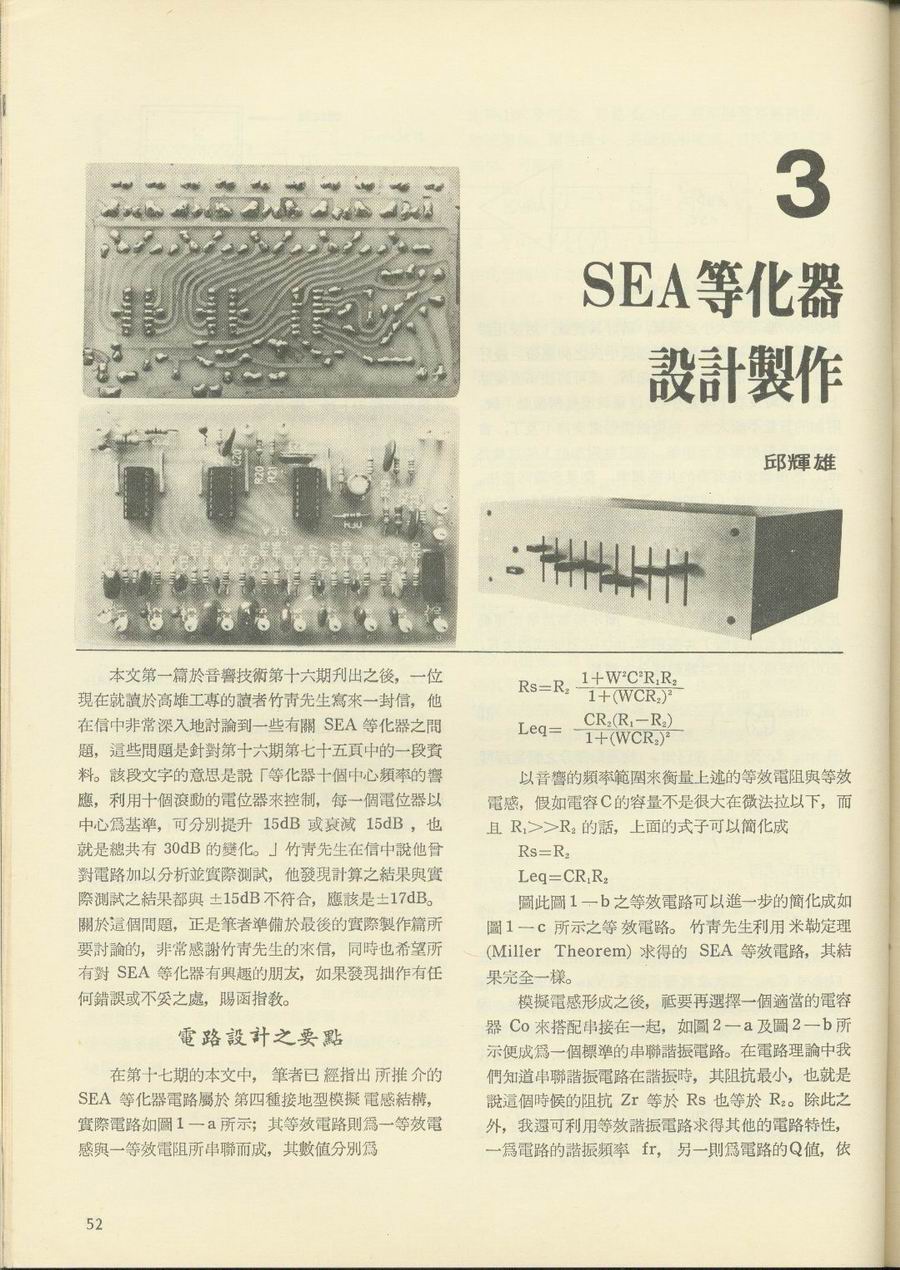 3
SEA等化器
設計製作
邱輝雄
C20
R20
R21
本文第一篇於音響技術第十六期刋出之後，一位
現在就讀於高雄工專的讀者竹靑先生寫來一封信，他
在信中非常深入地討論到一些有關 SEA 等化器之問
題，這些問題是針對第十六期第七十五頁中的一段資
料。該段文字的意思是說「等化器十個中心頻率的響
應，利用十個滾動的電位器來控制，每一個電位器以
中心爲基準，可分別提升 15dB 或衰減 15dB ，也
就是總共有 30dB 的變化。」竹靑先生在信中說他曾
對電路加以分析並實際測試，他發現計算之結果與實
際測試之結果都與 ±15dB 不符合，應該是±17dB。
關於這個問題，正是筆者準備於最後的實際製作篇所
要討論的，非常感謝竹靑先生的來信，同時也希望所
有對 SEA 等化器有興趣的朋友，如果發現拙作有任
何錯誤或不妥之處，賜函指敎。
電路設計之要點
在第十七期的本文中，筆者已經指出所推介的
SEA 等化器電路屬於第四種接地型模擬電感結構，
實際電路如圖1—a所示；其等效電路則爲一等效電
感與一等效電阻所串聯而成，其數值分別爲
Rs=R₂ 1+W²C²R₁R₂ / 1+(WCR₂)²
Leq= CR₂(R₁−R₂) / 1+(WCR₂)²
以音響的頻率範圍來衡量上述的等效電阻與等效
電感，假如電容C的容量不是很大在微法拉以下，而
且 R₁>>R₂ 的話，上面的式子可以簡化成
Rs=R₂
Leq=CR₁R₂
圖此圖1—b之等效電路可以進一步的簡化成如
圖1—c 所示之等效電路。竹靑先生利用米勒定理
(Miller Theorem) 求得的 SEA 等效電路，其結
果完全一樣。
模擬電感形成之後，祗要再選擇一個適當的電容
器 Co 來搭配串接在一起，如圖2—a及圖2—b所
示便成爲一個標準的串聯諧振電路。在電路理論中我
們知道串聯諧振電路在諧振時，其阻抗最小，也就是
說這個時候的阻抗 Zr 等於 Rs 也等於 R₂。除此之
外，我還可利用等效諧振電路求得其他的電路特性，
一爲電路的諧振頻率 fr，另一則爲電路的Q値，依
52